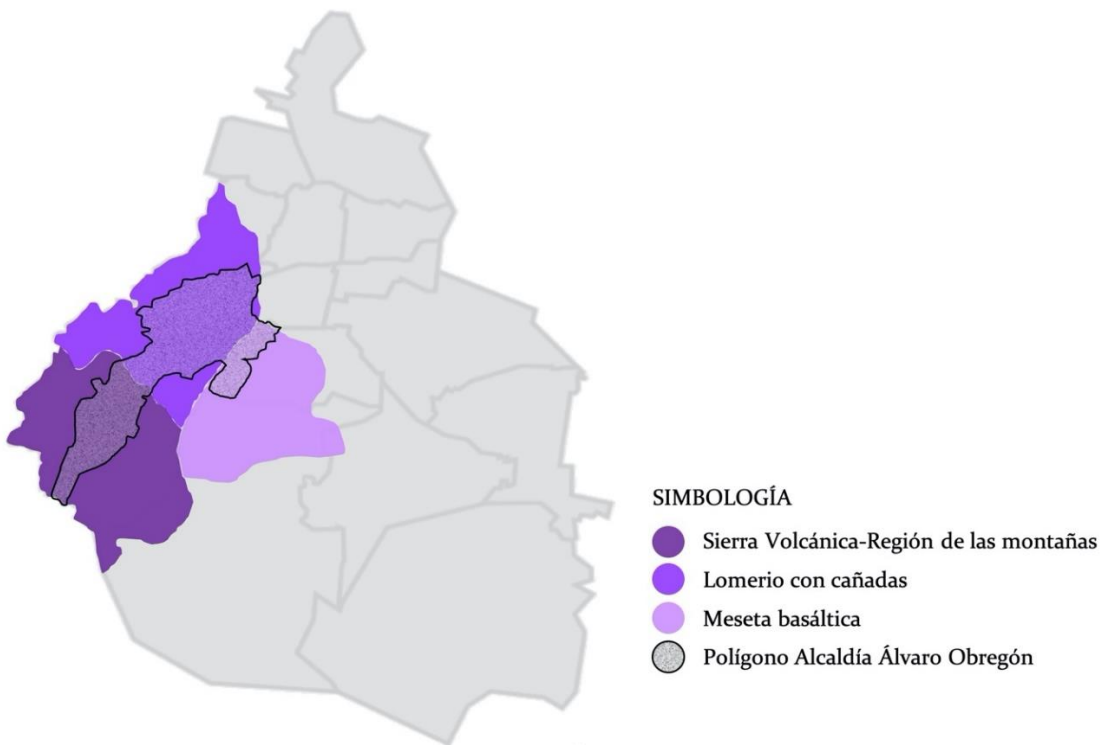 SIMBOLOGÍA
Sierra Volcánica-Región de las montañas
Lomerio con cañadas
Meseta basáltica
Polígono Alcaldía Álvaro Obregón